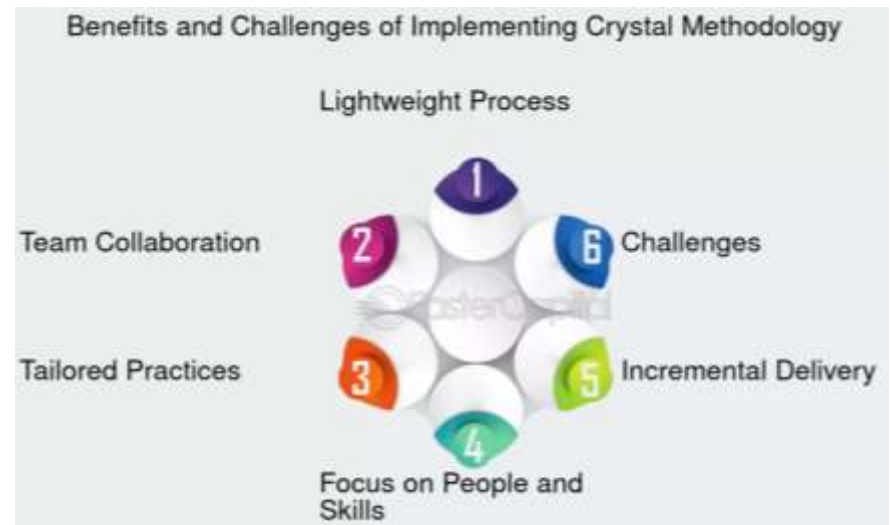 Benefits and Challenges of Implementing Crystal Methodology
Lightweight Process
1
Team Collaboration
2
6
Challenges
FasterCapital
Tailored Practices
3
5
Incremental Delivery
4
Focus on People and
Skills